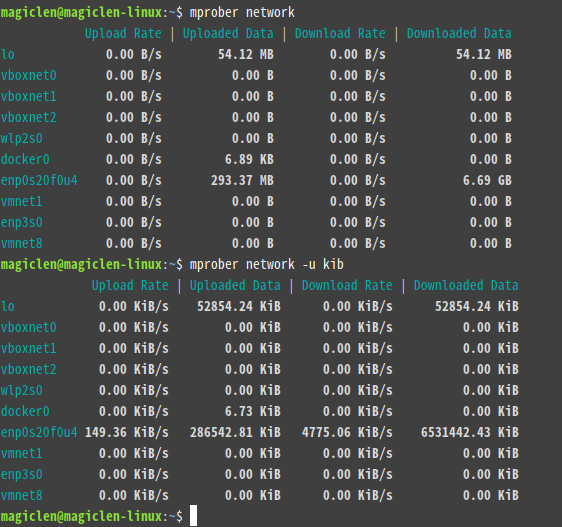 magiclen@magiclen-linux:~$ mprober network
Upload Rate | Uploaded Data | Download Rate | Downloaded Data
lo 0.00 B/s 54.12 MB 0.00 B/s 54.12 MB
vboxnet0 0.00 B/s 0.00 B 0.00 B/s 0.00 B
vboxnet1 0.00 B/s 0.00 B 0.00 B/s 0.00 B
vboxnet2 0.00 B/s 0.00 B 0.00 B/s 0.00 B
wlp2s0 0.00 B/s 0.00 B 0.00 B/s 0.00 B
docker0 0.00 B/s 6.89 KB 0.00 B/s 0.00 B
enp0s20f0u4 0.00 B/s 293.37 MB 0.00 B/s 6.69 GB
vmnet1 0.00 B/s 0.00 B 0.00 B/s 0.00 B
enp3s0 0.00 B/s 0.00 B 0.00 B/s 0.00 B
vmnet8 0.00 B/s 0.00 B 0.00 B/s 0.00 B
magiclen@magiclen-linux:~$ mprober network -u kib
Upload Rate | Uploaded Data | Download Rate | Downloaded Data
lo 0.00 KiB/s 52854.24 KiB 0.00 KiB/s 52854.24 KiB
vboxnet0 0.00 KiB/s 0.00 KiB 0.00 KiB/s 0.00 KiB
vboxnet1 0.00 KiB/s 0.00 KiB 0.00 KiB/s 0.00 KiB
vboxnet2 0.00 KiB/s 0.00 KiB 0.00 KiB/s 0.00 KiB
wlp2s0 0.00 KiB/s 0.00 KiB 0.00 KiB/s 0.00 KiB
docker0 0.00 KiB/s 6.73 KiB 0.00 KiB/s 0.00 KiB
enp0s20f0u4 149.36 KiB/s 286542.81 KiB 4775.06 KiB/s 6531442.43 KiB
vmnet1 0.00 KiB/s 0.00 KiB 0.00 KiB/s 0.00 KiB
enp3s0 0.00 KiB/s 0.00 KiB 0.00 KiB/s 0.00 KiB
vmnet8 0.00 KiB/s 0.00 KiB 0.00 KiB/s 0.00 KiB
magiclen@magiclen-linux:~$